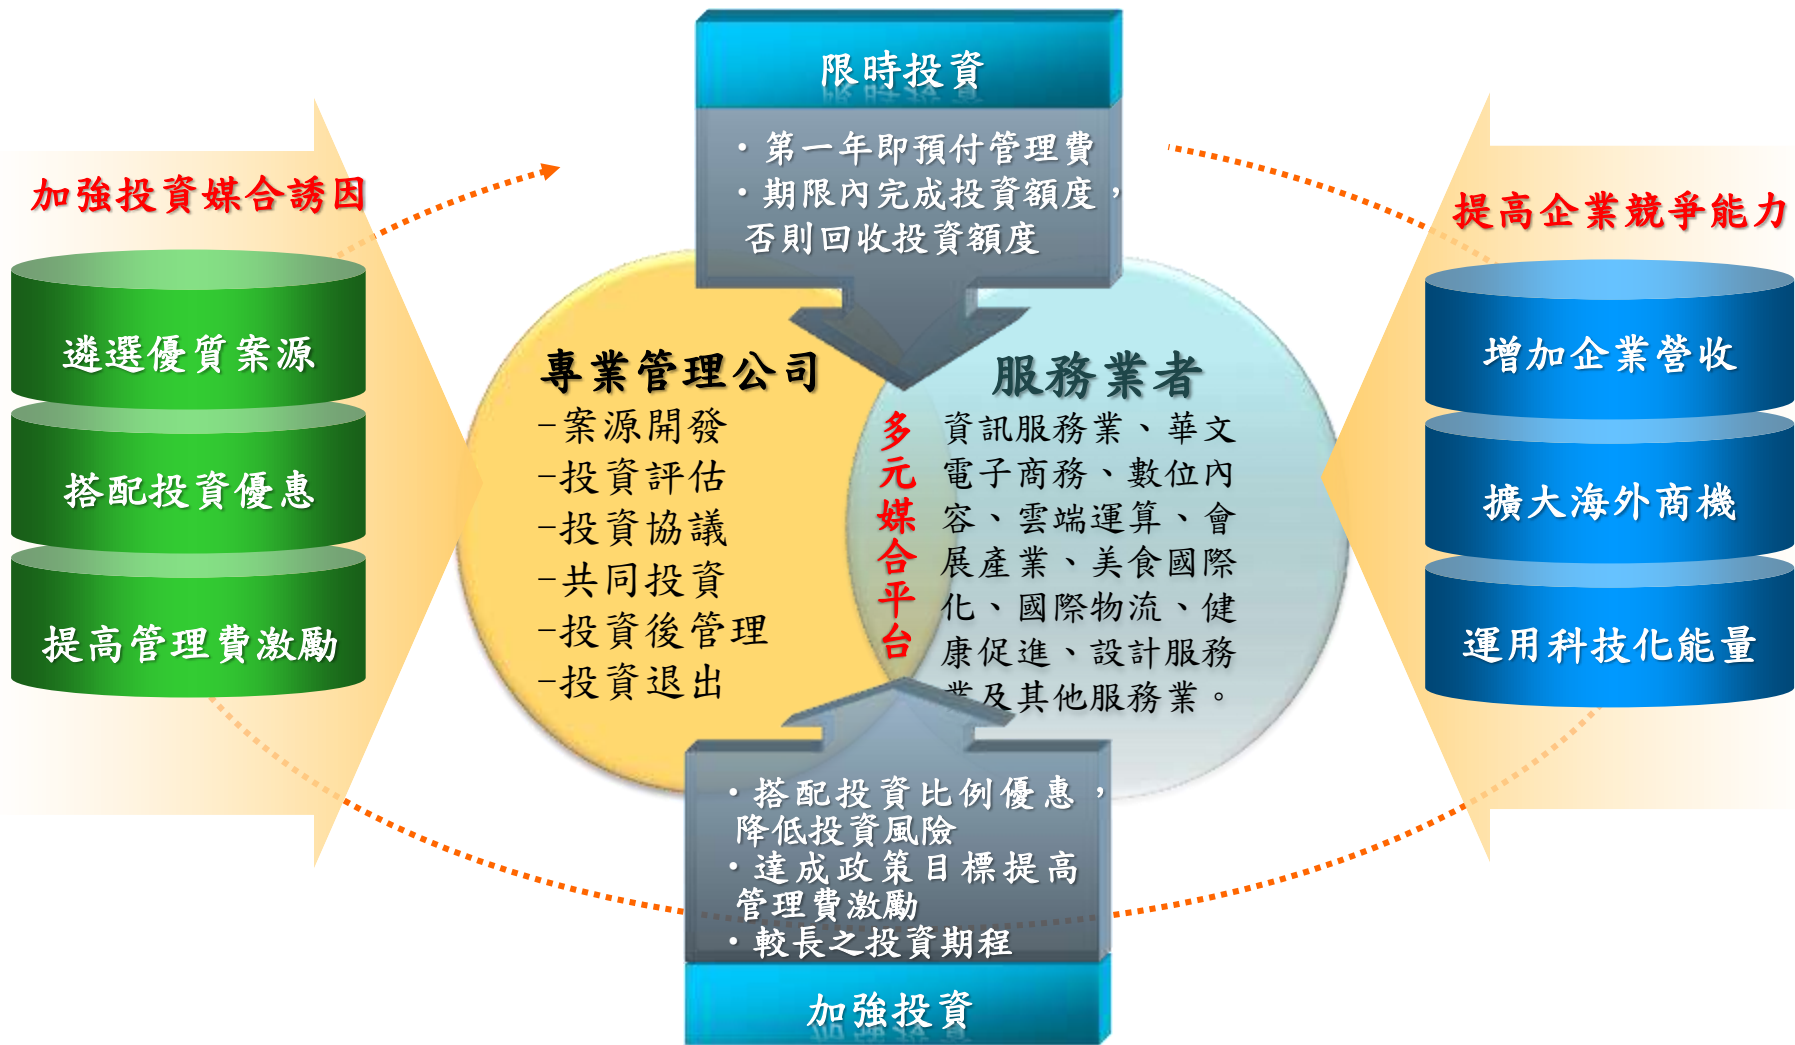 限時投資
・第一年即預付管理費
・期限內完成投資額度，
否則回收投資額度
加強投資媒合誘因
遴選優質案源
搭配投資優惠
提高管理費激勵
專業管理公司
-案源開發
-投資評估
-投資協議
-共同投資
-投資後管理
-投資退出
多元媒合平台
服務業者
資訊服務業、華文
電子商務、數位內
容、雲端運算、會
展產業、美食國際
化、國際物流、健
康促進、設計服務
業及其他服務業。
提高企業競爭能力
增加企業營收
擴大海外商機
運用科技化能量
・搭配投資比例優惠，
降低投資風險
・達成政策目標提高
管理費激勵
・較長之投資期程
加強投資